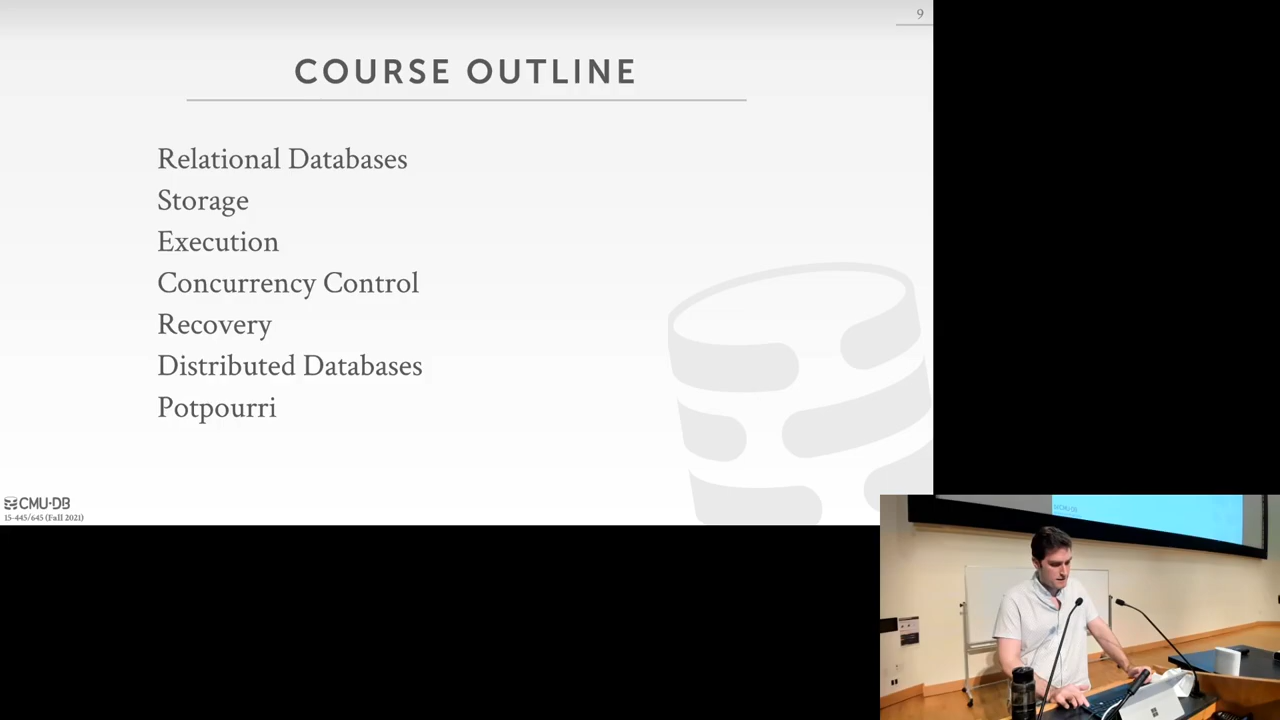 9
COURSE OUTLINE
Relational Databases
Storage
Execution
Concurrency Control
Recovery
Distributed Databases
Potpourri
CMU·DB
15-445/645 (Fall 2021)